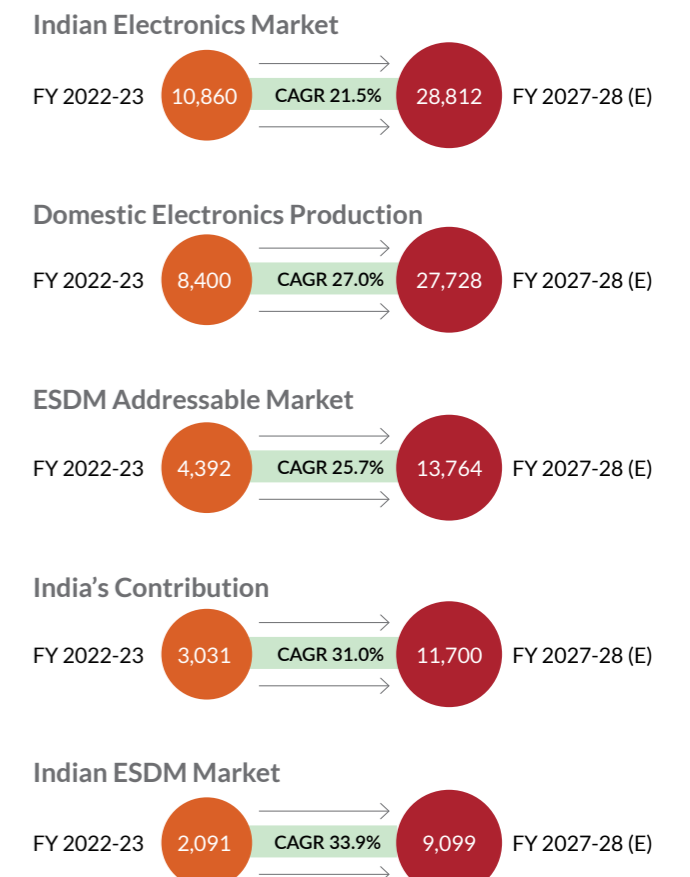 Indian Electronics Market
FY 2022-23 10,860 CAGR 21.5% 28,812 FY 2027-28 (E)
Domestic Electronics Production
FY 2022-23 8,400 CAGR 27.0% 27,728 FY 2027-28 (E)
ESDM Addressable Market
FY 2022-23 4,392 CAGR 25.7% 13,764 FY 2027-28 (E)
India’s Contribution
FY 2022-23 3,031 CAGR 31.0% 11,700 FY 2027-28 (E)
Indian ESDM Market
FY 2022-23 2,091 CAGR 33.9% 9,099 FY 2027-28 (E)